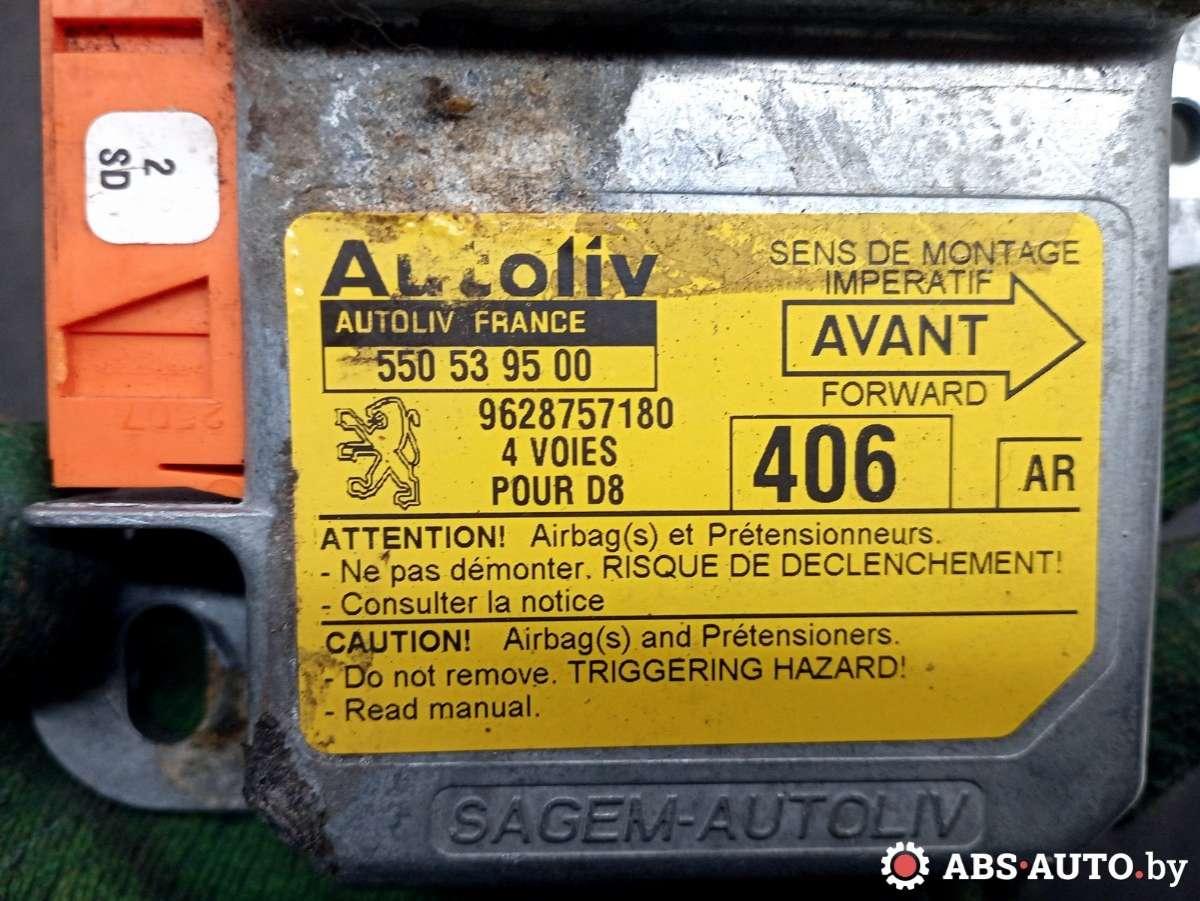 2
SD
Autoliv
AUTOLIV FRANCE
550 53 95 00
SENS DE MONTAGE
IMPERATIF
AVANT
FORWARD
9628757180
4 VOIES
POUR D8
406
AR
ATTENTION! Airbag(s) et Prétensionneurs.
- Ne pas démonter. RISQUE DE DECLENCHEMENT!
- Consulter la notice
CAUTION! Airbag(s) and Prétensioners.
- Do not remove. TRIGGERING HAZARD!
- Read manual.
SAGEM-AUTOLIV
ABS-AUTO.by